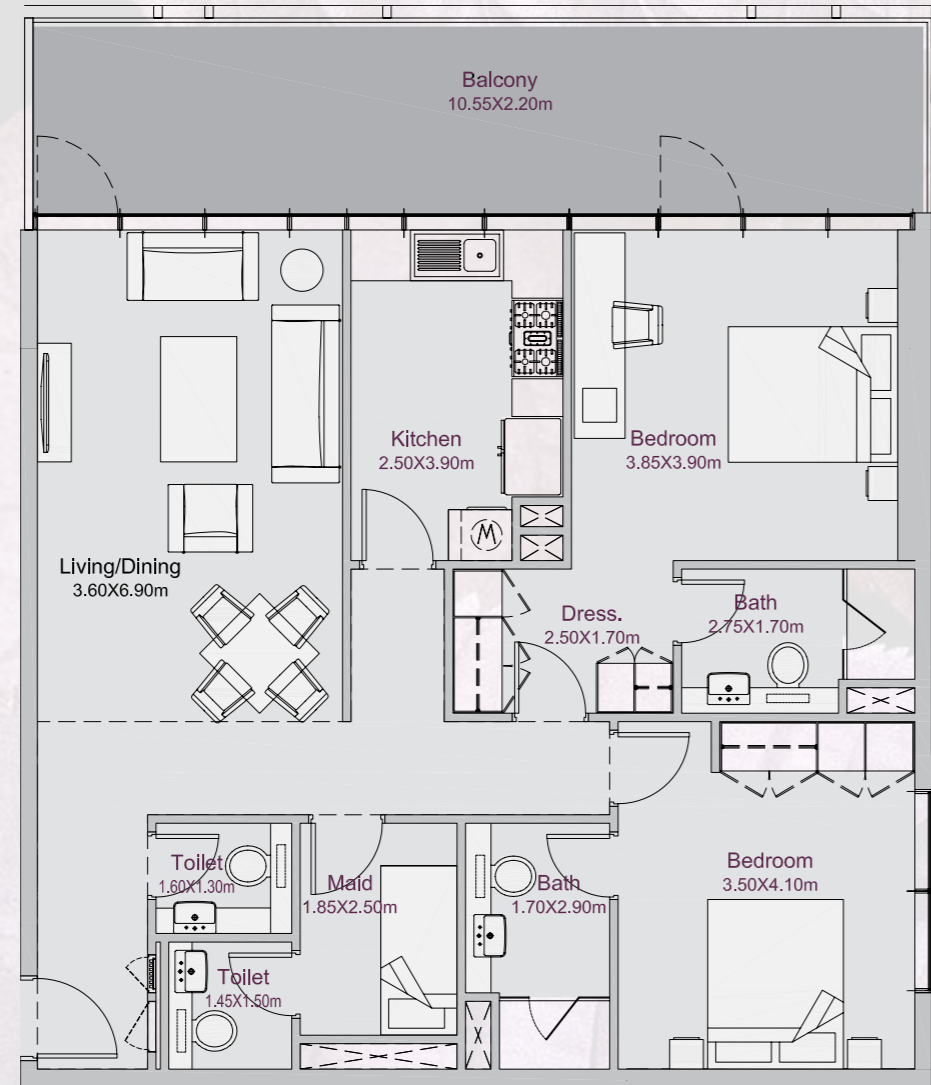 Balcony
10.55X2.20m
Kitchen
2.50X3.90m
Bedroom
3.85X3.90m
W
Living/Dining
3.60X6.90m
Dress.
2.50X1.70m
Bath
2.75X1.70m
Toilet
1.60X1.30m
Maid
1.85X2.50m
Bath
1.70X2.90m
Bedroom
3.50X4.10m
Toilet
1.45X1.50m